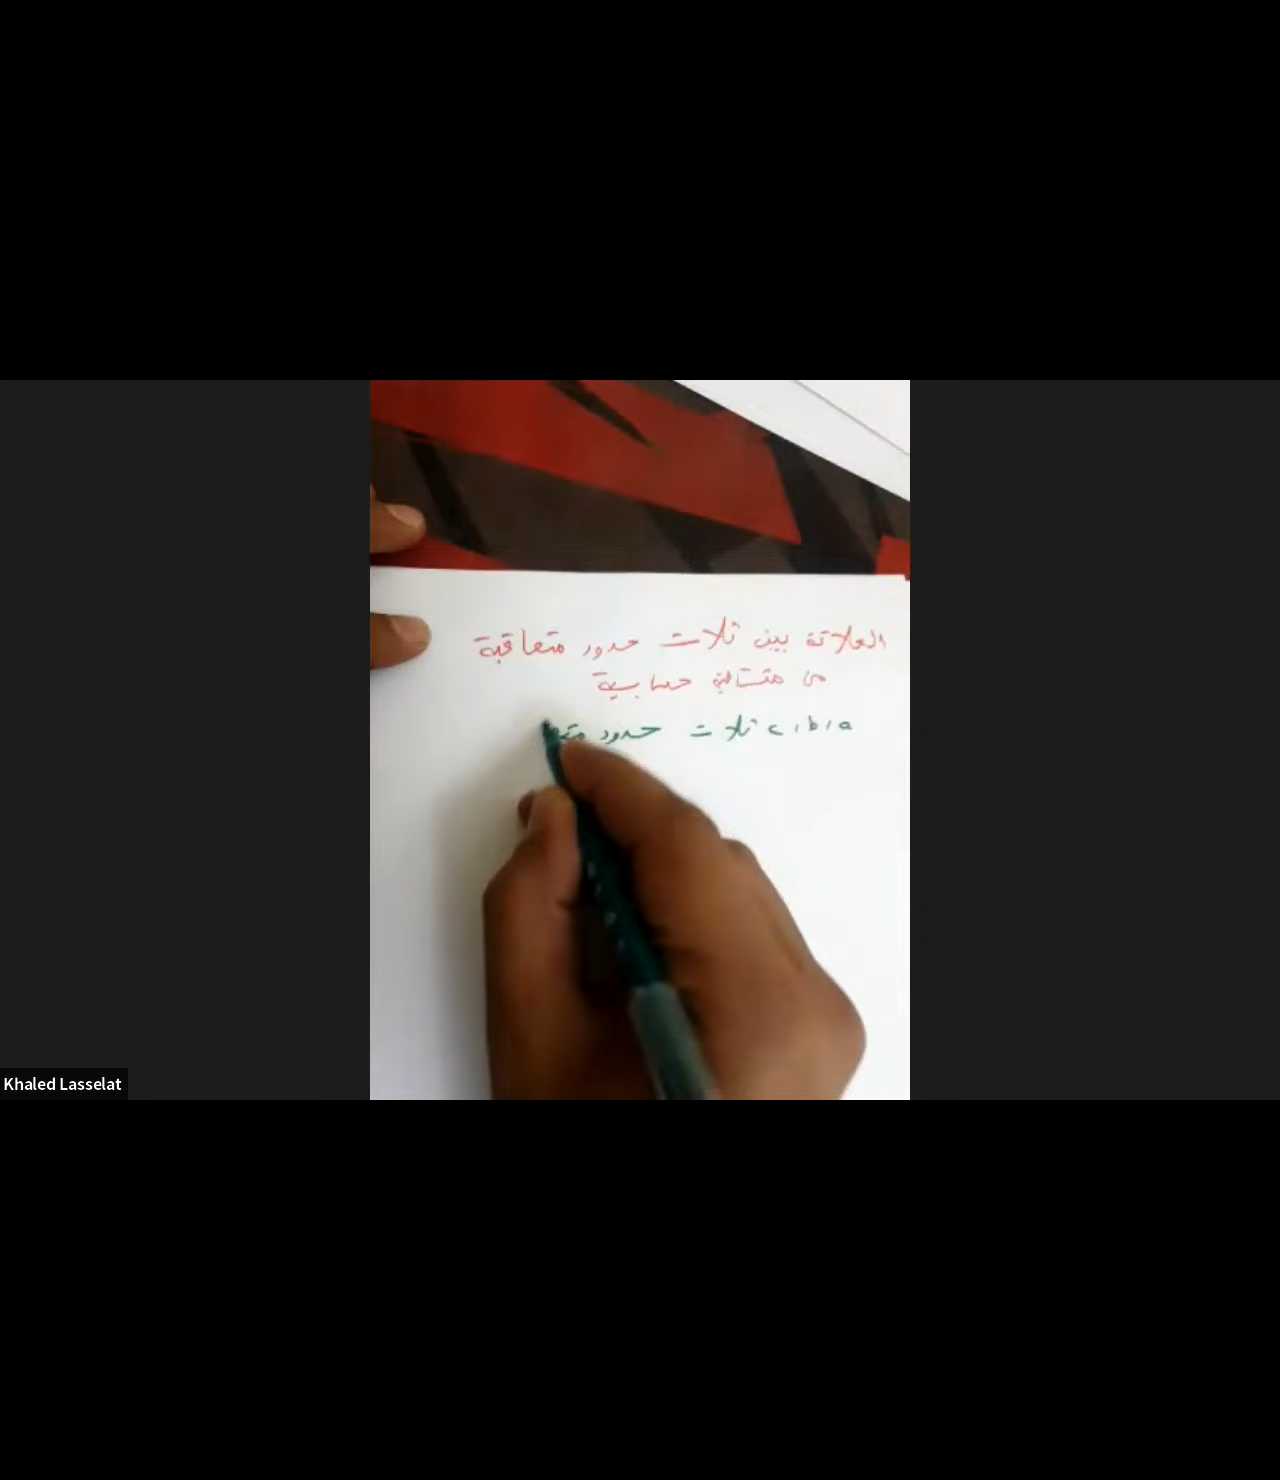 العلاقة بين ثلاث حدود متعاقبة
من متتالية حسابية
a، b، c ثلاث حدود
Khaled Lasselat